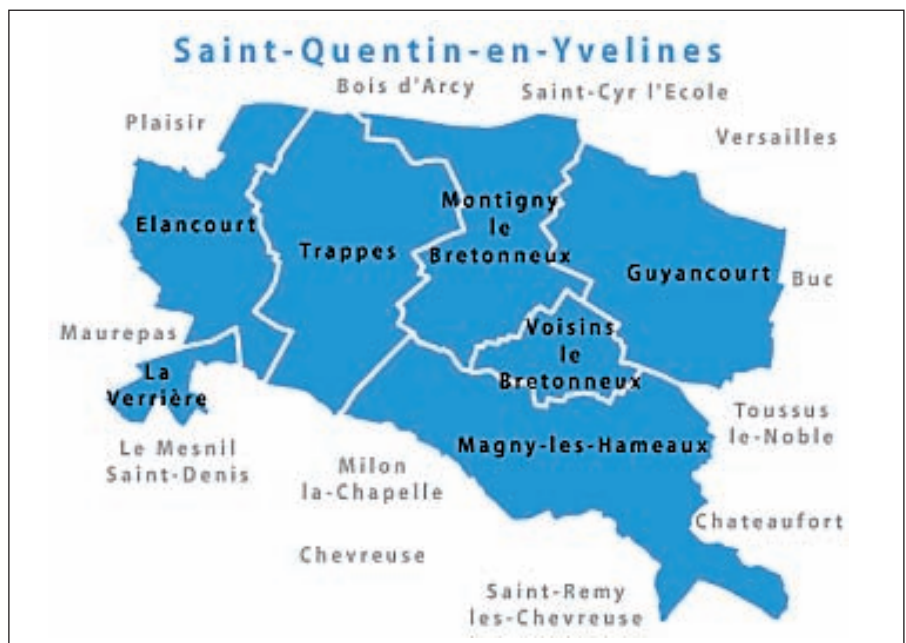 Saint-Quentin-en-Yvelines
Bois d'Arcy
Saint-Cyr l'Ecole
Plaisir
Versailles
Montigny
le
Bretonneux
Elancourt
Trappes
Guyancourt
Buc
Maurepas
Voisins
le
Bretonneux
La
Verrière
Toussus
le-Noble
Le Mesnil
Saint-Denis
Magny-les-Hameaux
Milon
la-Chapelle
Chateaufort
Chevreuse
Saint-Remy
les-Chevreuse